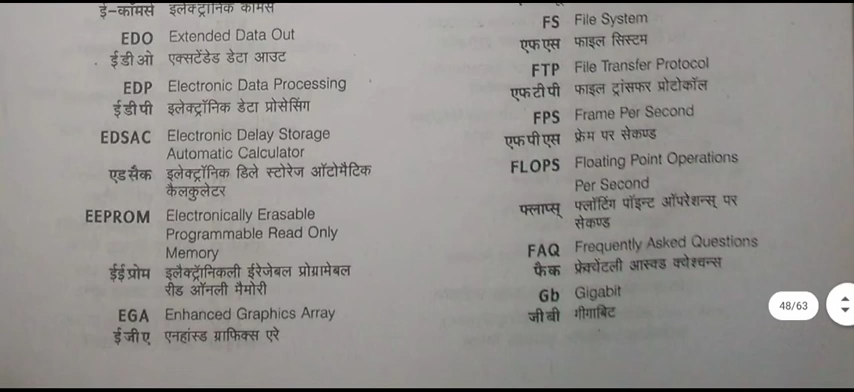 ई-कॉमर्स इलेक्ट्रॉनिक कॉमर्स
EDO Extended Data Out
ईडीओ एक्सटेंडेड डेटा आउट
EDP Electronic Data Processing
ईडीपी इलेक्ट्रॉनिक डेटा प्रोसेसिंग
EDSAC Electronic Delay Storage
Automatic Calculator
एडसैक इलेक्ट्रॉनिक डिले स्टोरेज ऑटोमैटिक
कैलकुलेटर
EEPROM Electronically Erasable
Programmable Read Only
Memory
ईईप्रोम इलैक्ट्रॉनिकली ईरेजेबल प्रोग्रामेबल
रीड ऑनली मैमोरी
EGA Enhanced Graphics Array
ईजीए एनहांस्ड ग्राफिक्स एरे
FS File System
एफएस फाइल सिस्टम
FTP File Transfer Protocol
एफटीपी फाइल ट्रांसफर प्रोटोकॉल
FPS Frame Per Second
एफपीएस फ्रेम पर सेकण्ड
FLOPS Floating Point Operations
Per Second
फ्लाप्स् फ्लॉटिंग पॉइन्ट ऑपरेशन्स् पर
सेकण्ड
FAQ Frequently Asked Questions
फैक फ्रेक्वेंटली आस्क्ड क्वेश्चन्स
Gb Gigabit
जीबी गीगाबिट
48/63